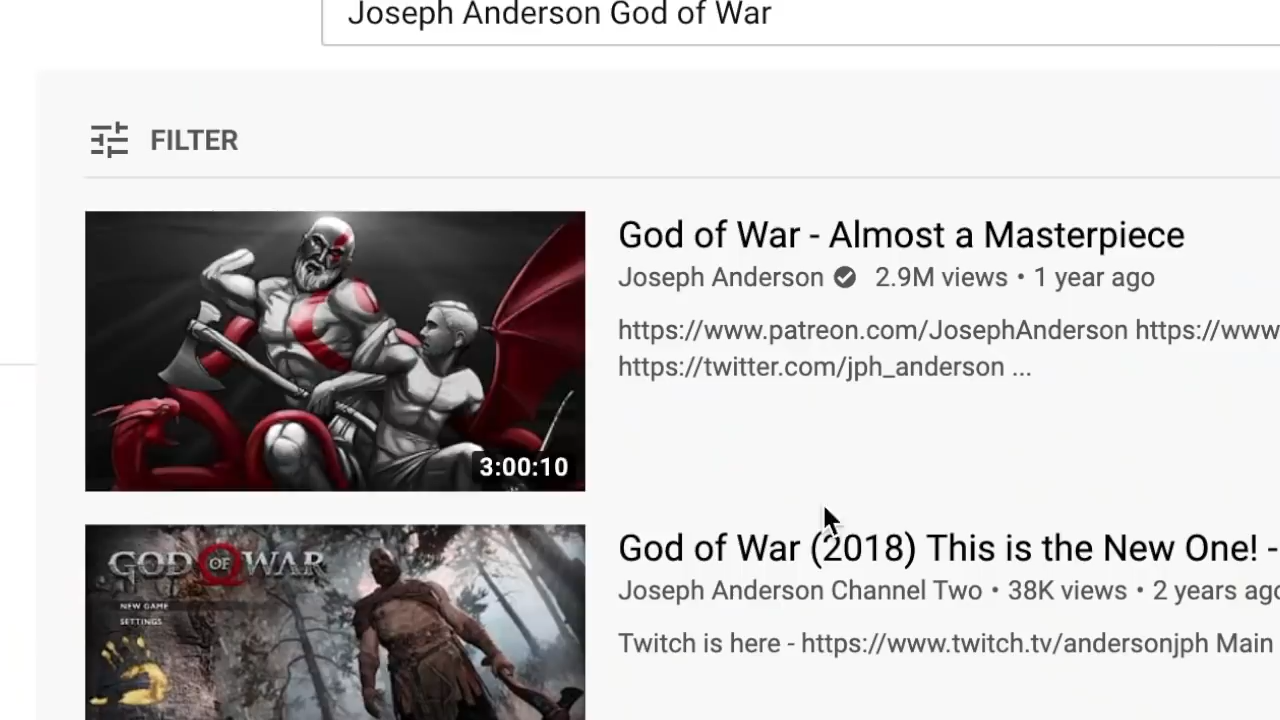 Joseph Anderson God of War
FILTER
God of War - Almost a Masterpiece
Joseph Anderson 2.9M views • 1 year ago
https://www.patreon.com/JosephAnderson https://www
https://twitter.com/jph_anderson ...
3:00:10
God of War (2018) This is the New One! -
Joseph Anderson Channel Two • 38K views • 2 years ago
Twitch is here - https://www.twitch.tv/andersonjph Main
GOD OF WAR
NEW GAME
SETTINGS